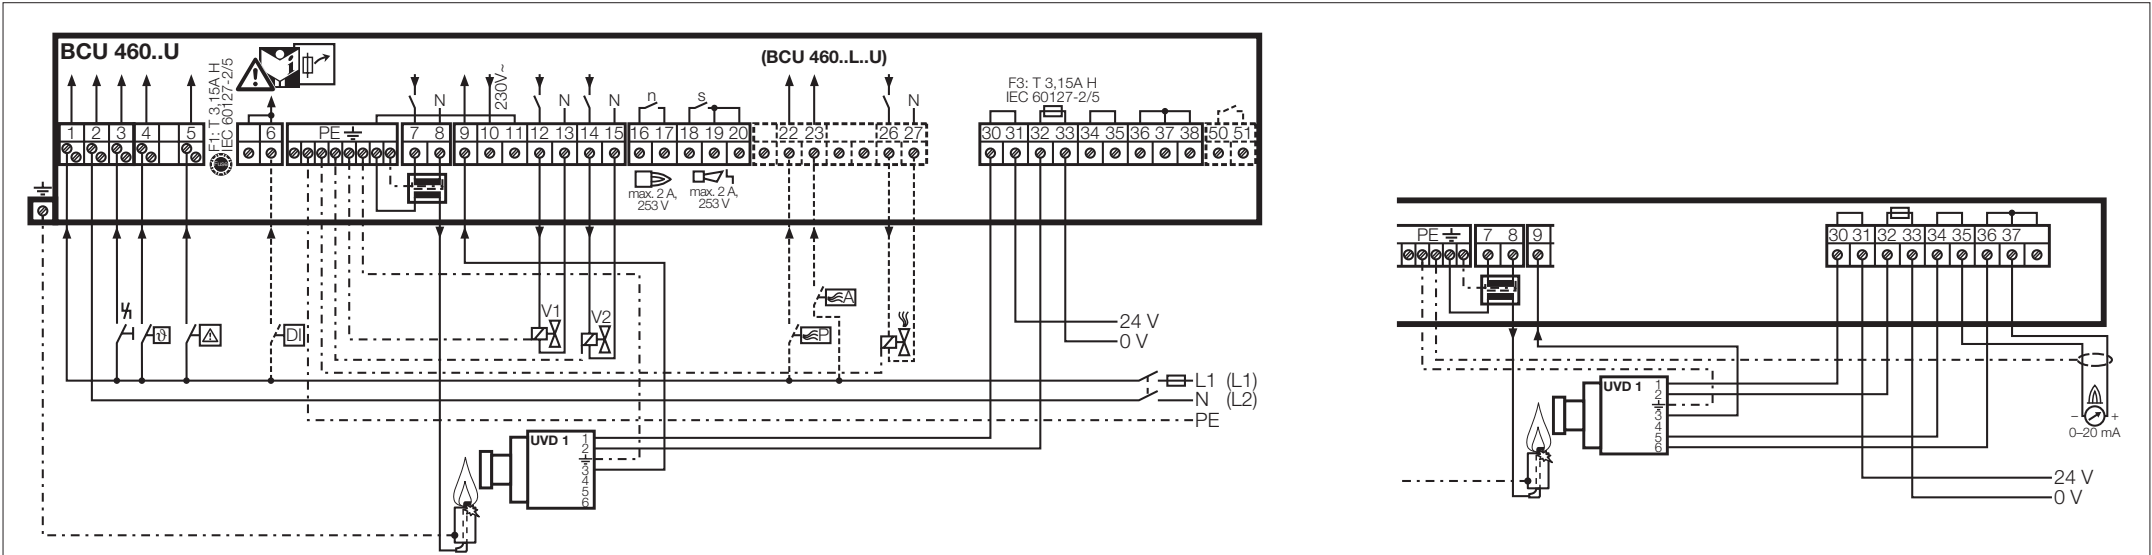 BCU 460..U
F1: T 3,15A H
IEC 60127-2/5
FUSE
(BCU 460..L..U)
F3: T 3,15A H
IEC 60127-2/5
N 230V~ N N n s N
1 2 3 4 5 6 PE 7 8 9 10 11 12 13 14 15 16 17 18 19 20 22 23 26 27 30 31 32 33 34 35 36 37 38 50 51
max. 2 A,
253 V
max. 2 A,
253 V
PE 7 8 9 30 31 32 33 34 35 36 37
ϑ
DI
V1
V2
P
A
24 V
0 V
L1 (L1)
N (L2)
PE
UVD 1
1
2
3
4
5
6
UVD 1
1
2
3
4
5
6
– +
0–20 mA
24 V
0 V